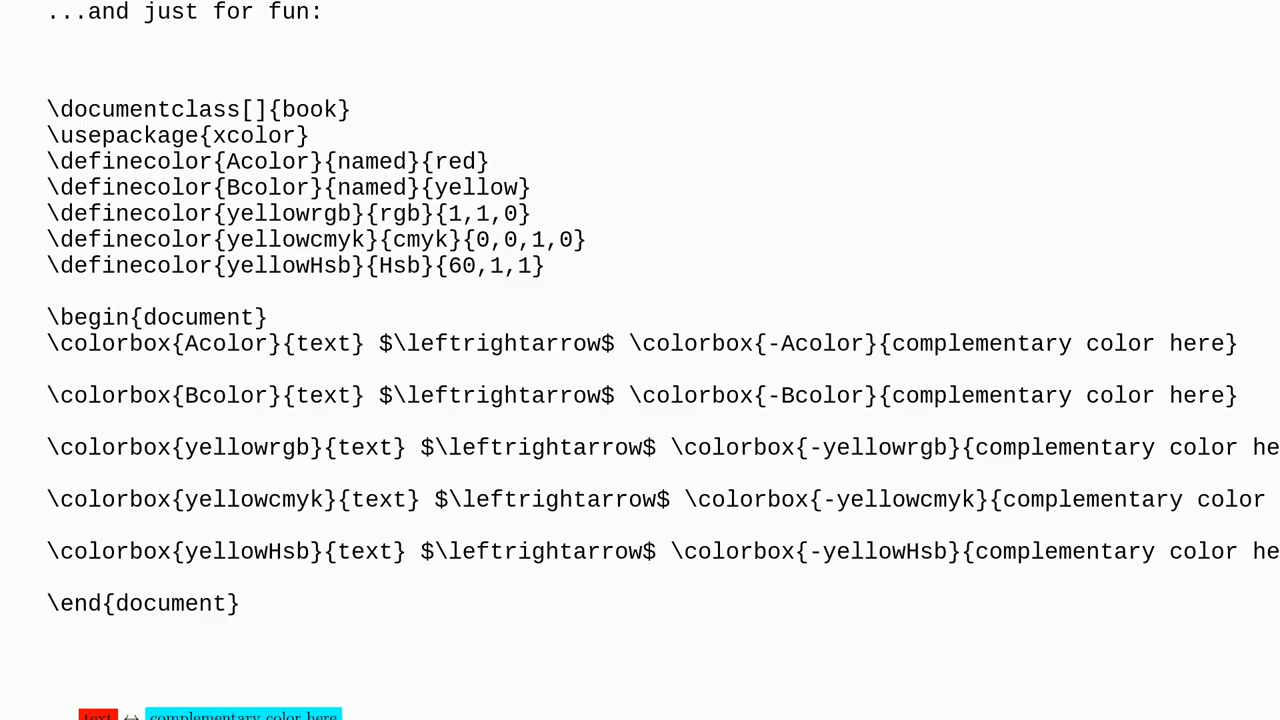 ...and just for fun:
\documentclass[]{book}
\usepackage{xcolor}
\definecolor{Acolor}{named}{red}
\definecolor{Bcolor}{named}{yellow}
\definecolor{yellowrgb}{rgb}{1,1,0}
\definecolor{yellowcmyk}{cmyk}{0,0,1,0}
\definecolor{yellowHsb}{Hsb}{60,1,1}
\begin{document}
\colorbox{Acolor}{text} $\leftrightarrow$ \colorbox{-Acolor}{complementary color here}
\colorbox{Bcolor}{text} $\leftrightarrow$ \colorbox{-Bcolor}{complementary color here}
\colorbox{yellowrgb}{text} $\leftrightarrow$ \colorbox{-yellowrgb}{complementary color he
\colorbox{yellowcmyk}{text} $\leftrightarrow$ \colorbox{-yellowcmyk}{complementary color
\colorbox{yellowHsb}{text} $\leftrightarrow$ \colorbox{-yellowHsb}{complementary color he
\end{document}
text ↔ complementary color here